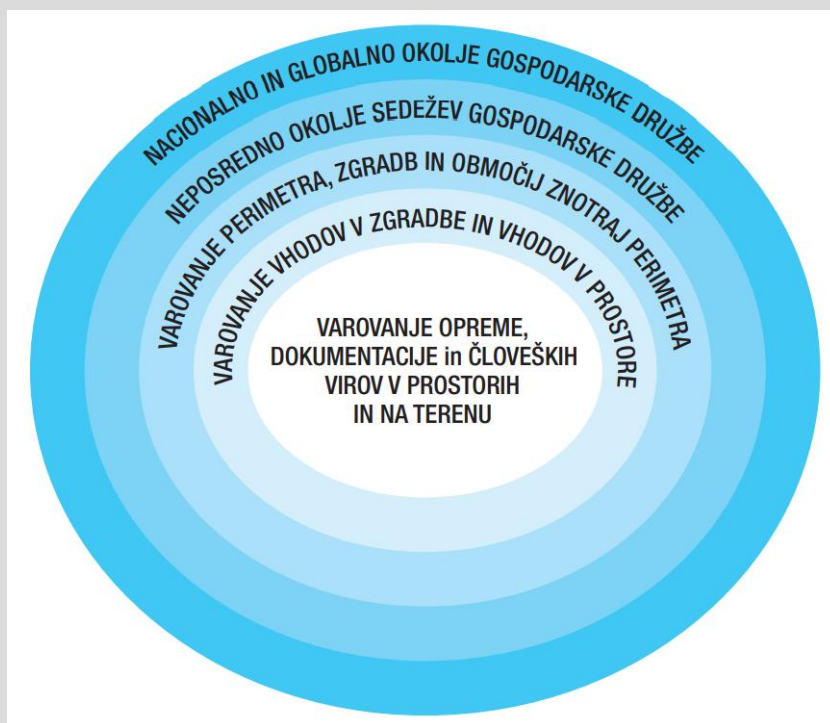 NACIONALNO IN GLOBALNO OKOLJE GOSPODARSKE DRUŽBE
NEPOSREDNO OKOLJE SEDEŽEV GOSPODARSKE DRUŽBE
VAROVANJE PERIMETRA, ZGRADB IN OBMOČIJ ZNOTRAJ PERIMETRA
VAROVANJE VHODOV V ZGRADBE IN VHODOV V PROSTORE
VAROVANJE OPREME,
DOKUMENTACIJE in ČLOVEŠKIH
VIROV V PROSTORIH
IN NA TERENU